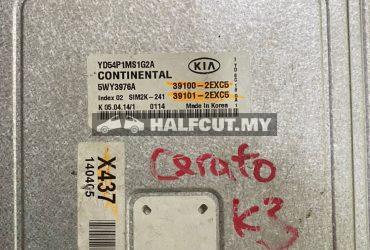 YD54P1MS1G2A
CONTINENTAL
KIA
5WY3976A 39100-2EXC5
Index 02 SIM2K-241 39101-2EXC5
K 05.04.14/1 0114 Made in Korea
HALFCUT.MY
X437
140405
Cerato
K3